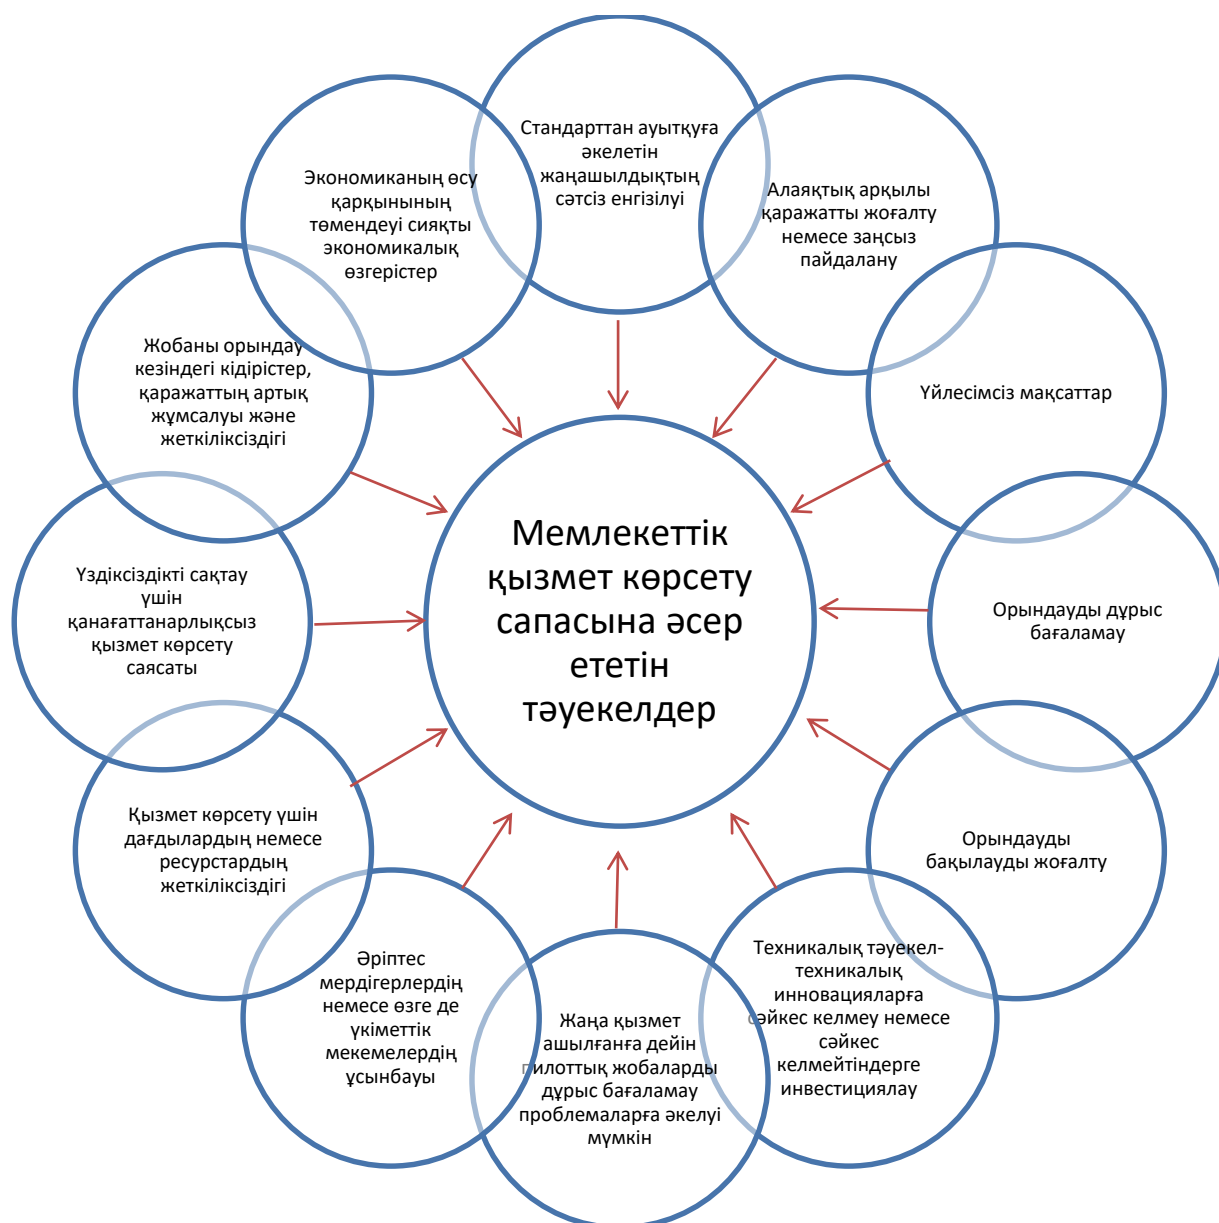 Стандарттан ауытқуға
әкелетін
жаңашылдықтың
сәтсіз енгізілуі
Алаяқтық арқылы
қаражатты жоғалту
немесе заңсыз
пайдалану
Үйлесімсіз мақсаттар
Орындауды дұрыс
бағаламау
Орындауды
бақылауды жоғалту
Техникалық тәуекел-
техникалық
инновацияларға
сәйкес келмеу немесе
сәйкес
келмейтіндерге
инвестициялау
Жаңа қызмет
ашылғанға дейін
пилоттық жобаларды
дұрыс бағаламау
проблемаларға әкелуі
мүмкін
Әріптес
мердігерлердің
немесе өзге де
үкіметтік
мекемелердің
ұсынбауы
Қызмет көрсету үшін
дағдылардың немесе
ресурстардың
жеткіліксіздігі
Үздіксіздікті сақтау
үшін
қанағаттанарлықсыз
қызмет көрсету
саясаты
Жобаны орындау
кезіндегі кідірістер,
қаражаттың артық
жұмсалуы және
жеткіліксіздігі
Экономиканың өсу
қарқынының
төмендеуі сияқты
экономикалық
өзгерістер
Мемлекеттік
қызмет көрсету
сапасына әсер
ететін
тәуекелдер